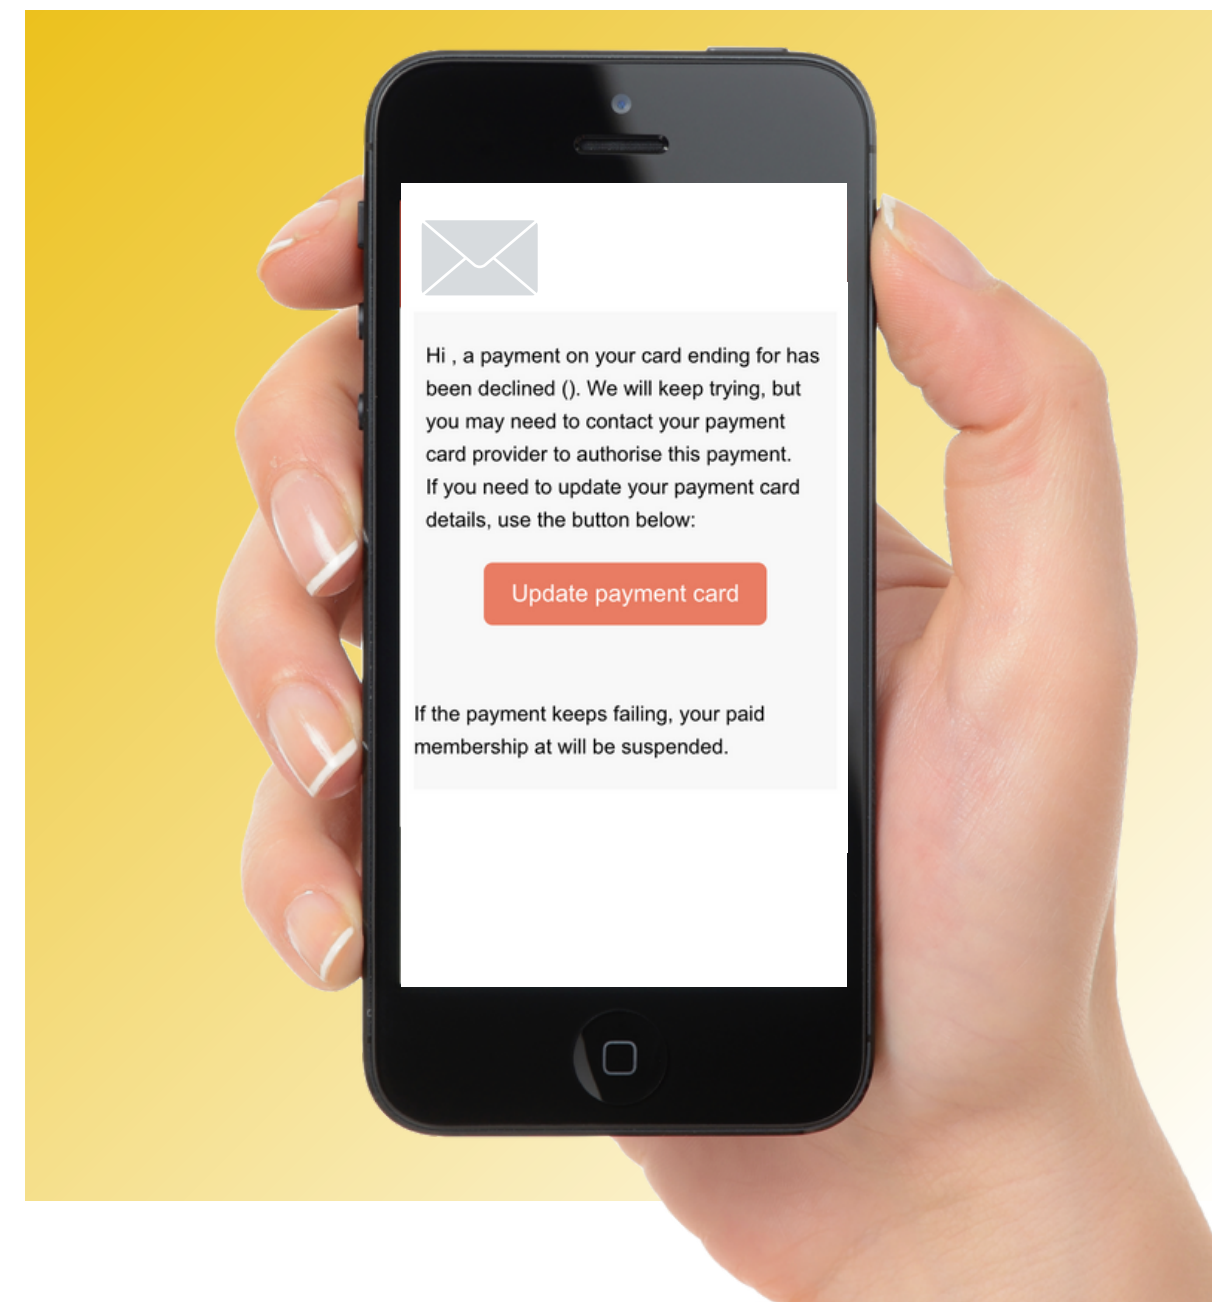 Hi , a payment on your card ending for has
been declined (). We will keep trying, but
you may need to contact your payment
card provider to authorise this payment.
If you need to update your payment card
details, use the button below:
Update payment card
If the payment keeps failing, your paid
membership at will be suspended.